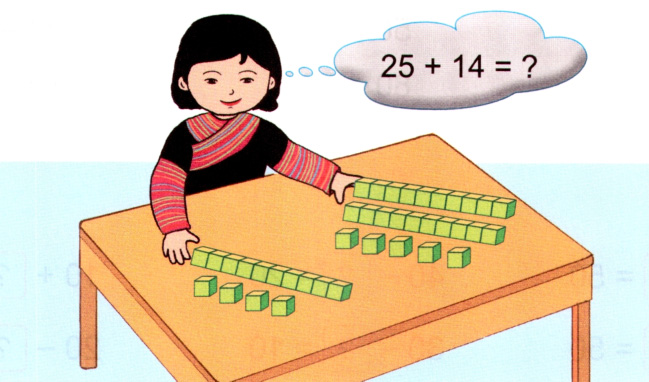 25 + 14 = ?